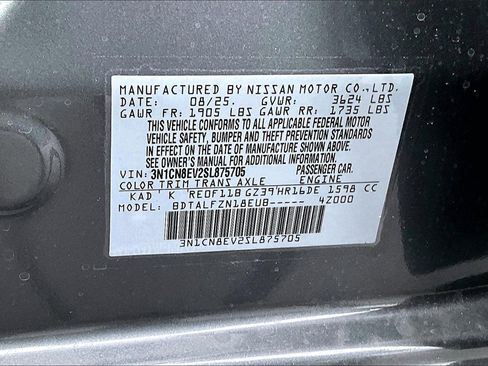 MANUFACTURED BY NISSAN MOTOR CO.,LTD.
DATE: 08/25. GVWR: 3624 LBS
GAWR FR: 1905 LBS GAWR RR: 1735 LBS
THIS VEHICLE CONFORMS TO ALL APPLICABLE FEDERAL MOTOR
VEHICLE SAFETY, BUMPER AND THEFT PREVENTION STANDARDS
IN EFFECT ON THE DATE OF MANUFACTURE SHOWN ABOVE.
SEE OWNER'S MANUAL FOR ADDITIONAL INFORMATION
VIN: 3N1CN8EV2SL875705 PASSENGER CAR.
COLOR TRIM TRANS AXLE ENGINE
KAD K RE0F11B GZ39 HR16DE 1598 CC
MODEL: BDTALFZN18EUB----- 4Z000
3N1CN8EV2SL875705